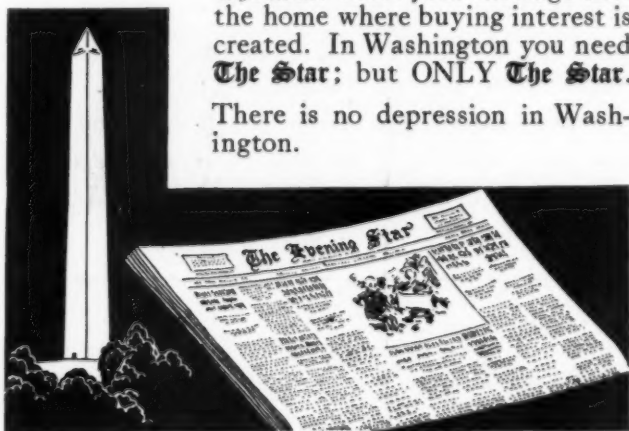 the home where buying interest is
created. In Washington you need
The Star; but ONLY The Star.
There is no depression in Wash-
ington.
The Evening Star